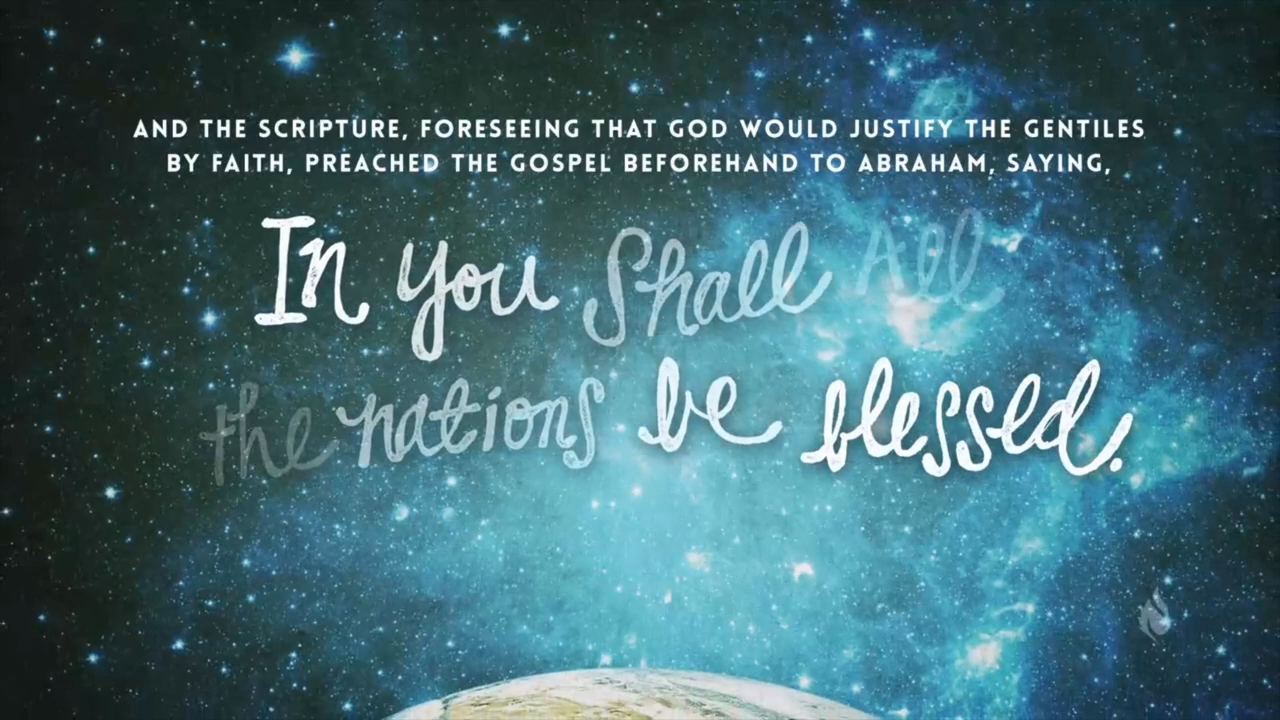 AND THE SCRIPTURE, FORESEEING THAT GOD WOULD JUSTIFY THE GENTILES
BY FAITH, PREACHED THE GOSPEL BEFOREHAND TO ABRAHAM, SAYING,
In you Shall All
the nations be blessed.